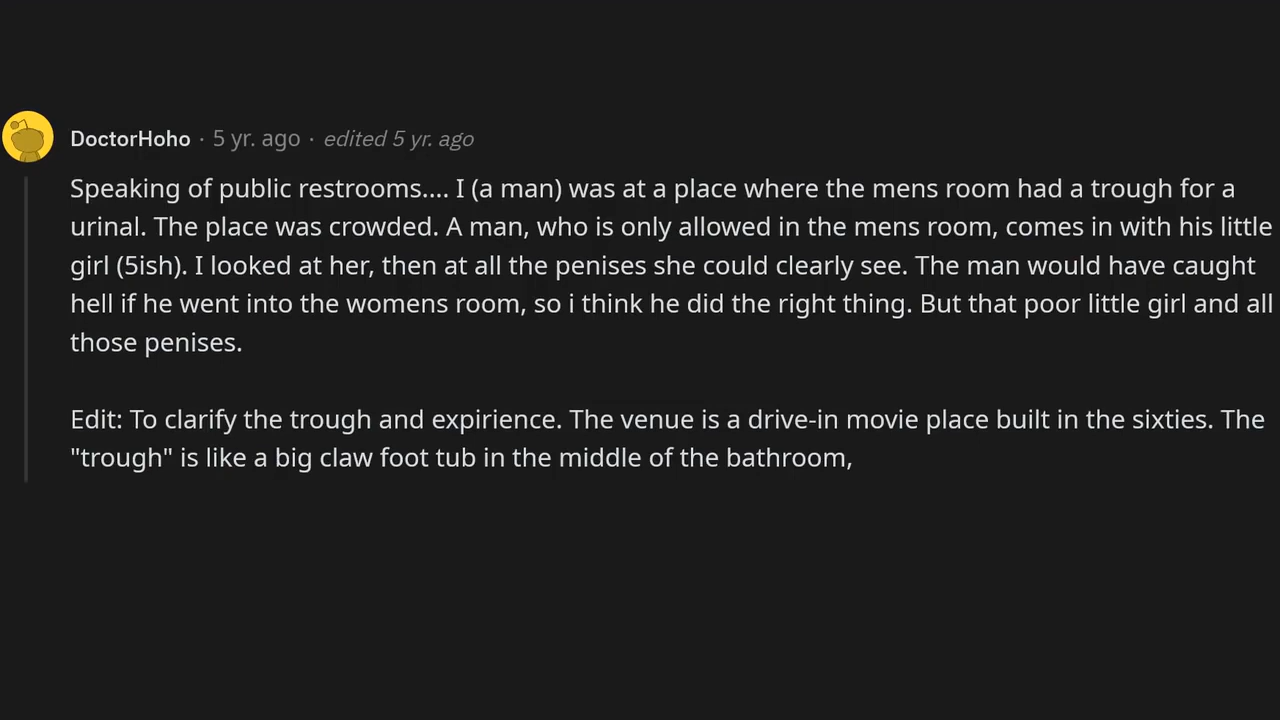 DoctorHoho · 5 yr. ago · edited 5 yr. ago
Speaking of public restrooms.... I (a man) was at a place where the mens room had a trough for a
urinal. The place was crowded. A man, who is only allowed in the mens room, comes in with his little
girl (5ish). I looked at her, then at all the penises she could clearly see. The man would have caught
hell if he went into the womens room, so i think he did the right thing. But that poor little girl and all
those penises.
Edit: To clarify the trough and expirience. The venue is a drive-in movie place built in the sixties. The
"trough" is like a big claw foot tub in the middle of the bathroom,